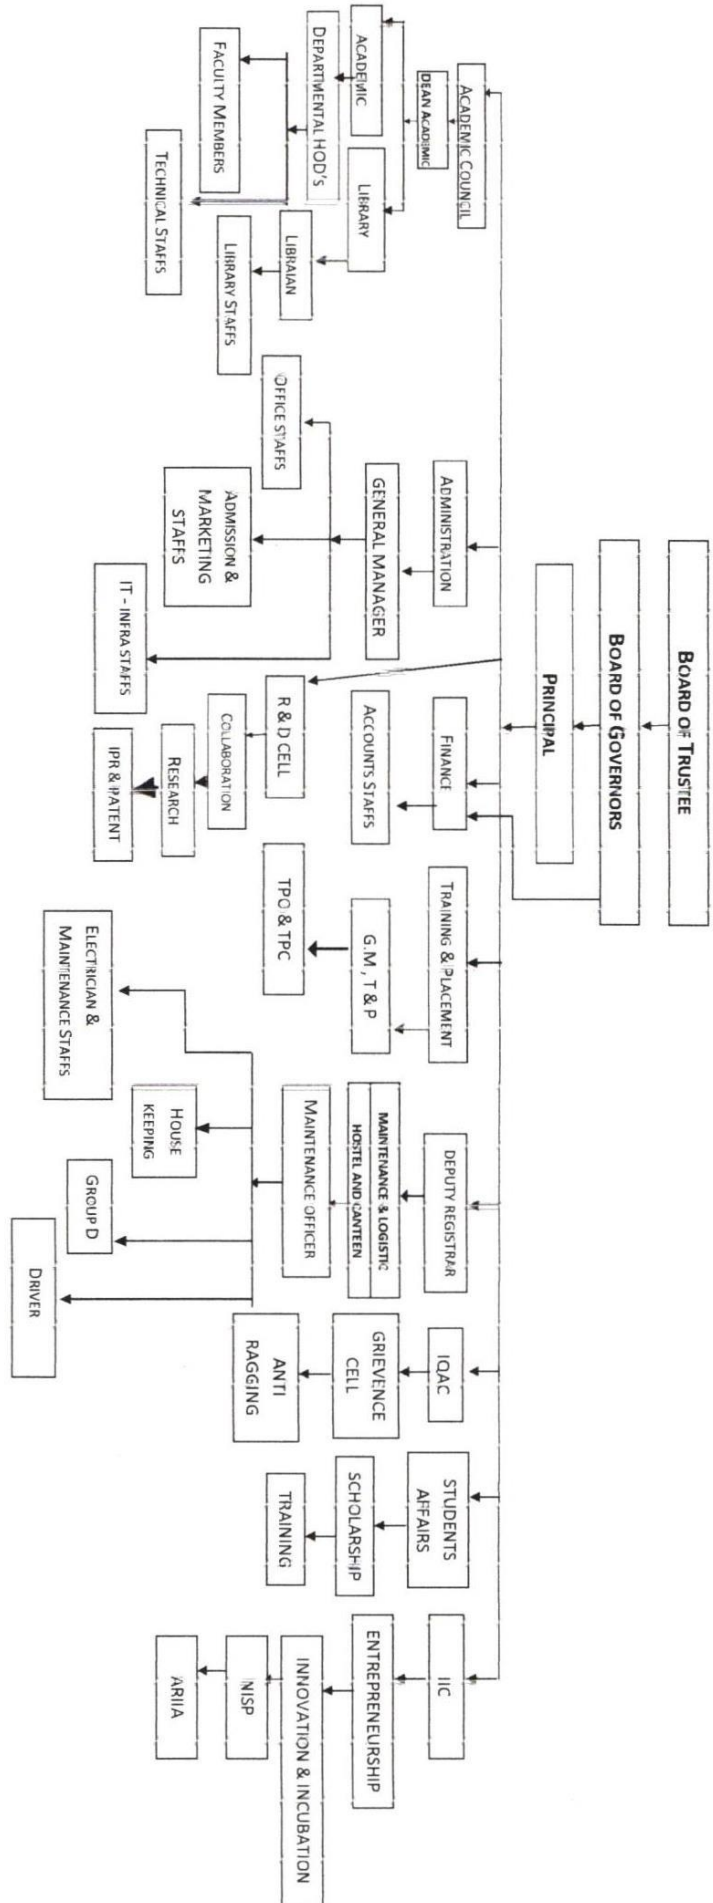 BOARD OF TRUSTEE
BOARD OF GOVERNORS
PRINCIPAL
ACADEMIC COUNCIL
DEAN ACADEMIC
ACADEMIC
LIBRARY
DEPARTMENTAL HOD's
LIBRAIAN
FACULTY MEMBERS
LIBRARY STAFFS
TECHNICAL STAFFS
ADMINISTRATION
GENERAL MANAGER
OFFICE STAFFS
ADMISSION &
MARKETING
STAFFS
IT - INFRA STAFFS
FINANCE
ACCOUNTS STAFFS
R & D CELL
COLLABORATION
RESEARCH
IPR & PATENT
TRAINING & PLACEMENT
G.M , T & P
TPO & TPC
DEPUTY REGISTRAR
MAINTENANCE & LOGISTIC
HOSTEL AND CANTEEN
MAINTENANCE OFFICER
ELECTRICIAN &
MAINTENANCE STAFFS
HOUSE
KEEPING
GROUP D
DRIVER
IQAC
GRIEVENCE
CELL
ANTI
RAGGING
STUDENTS
AFFAIRS
SCHOLARSHIP
TRAINING
IIC
ENTREPRENEURSHIP
INNOVATION & INCUBATION
NISP
ARIIA